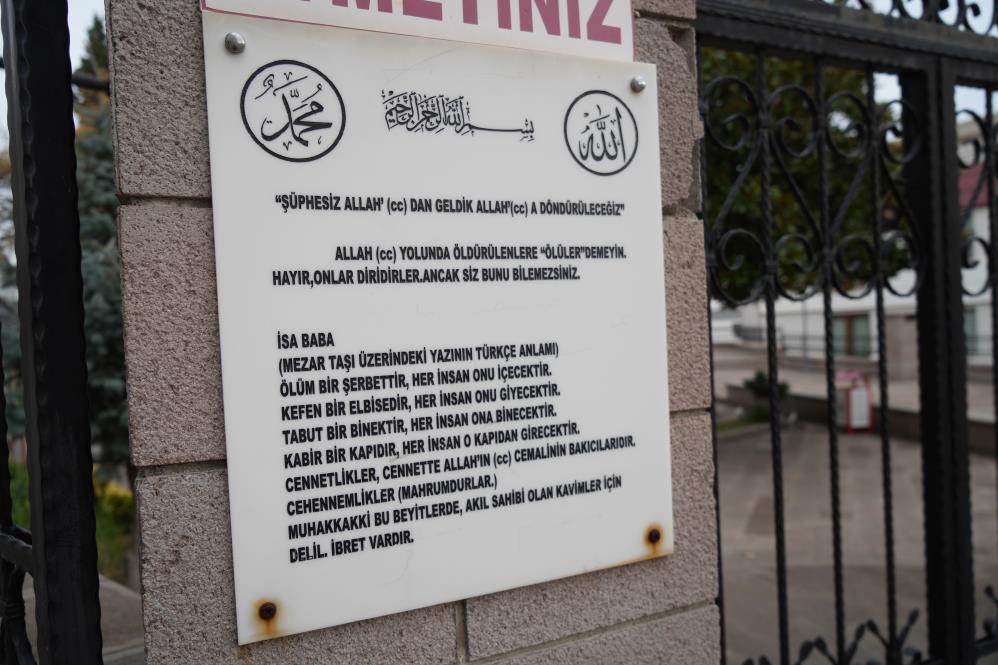 METİNİZ
محمد
بسم الله الرحمن الرحيم
الله
“ŞÜPHESİZ ALLAH’ (cc) DAN GELDİK ALLAH’(cc) A DÖNDÜRÜLECEĞİZ”
ALLAH (cc) YOLUNDA ÖLDÜRÜLENLERE “ÖLÜLER”DEMEYİN.
HAYIR,ONLAR DİRİDİRLER.ANCAK SİZ BUNU BİLEMEZSİNİZ.
İSA BABA
(MEZAR TAŞI ÜZERİNDEKİ YAZININ TÜRKÇE ANLAMI)
ÖLÜM BİR ŞERBETTİR, HER İNSAN ONU İÇECEKTİR.
KEFEN BİR ELBİSEDİR, HER İNSAN ONU GİYECEKTİR.
TABUT BİR BİNEKTİR, HER İNSAN ONA BİNECEKTİR.
KABİR BİR KAPIDIR, HER İNSAN O KAPIDAN GİRECEKTİR.
CENNETLİKLER, CENNETTE ALLAH’IN (cc) CEMALİNİN BAKICILARIDIR.
CEHENNEMLİKLER (MAHRUMDURLAR.)
MUHAKKAKKİ BU BEYİTLERDE, AKIL SAHİBİ OLAN KAVİMLER İÇİN
DELİL. İBRET VARDIR.